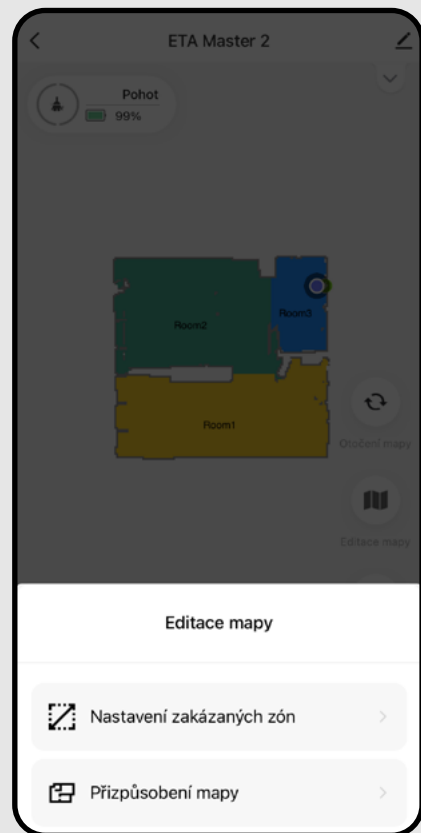 ETA Master 2
Pohot
99%
Room2
Room3
Room1
Otočení mapy
Editace mapy
Editace mapy
Nastavení zakázaných zón
Přizpůsobení mapy